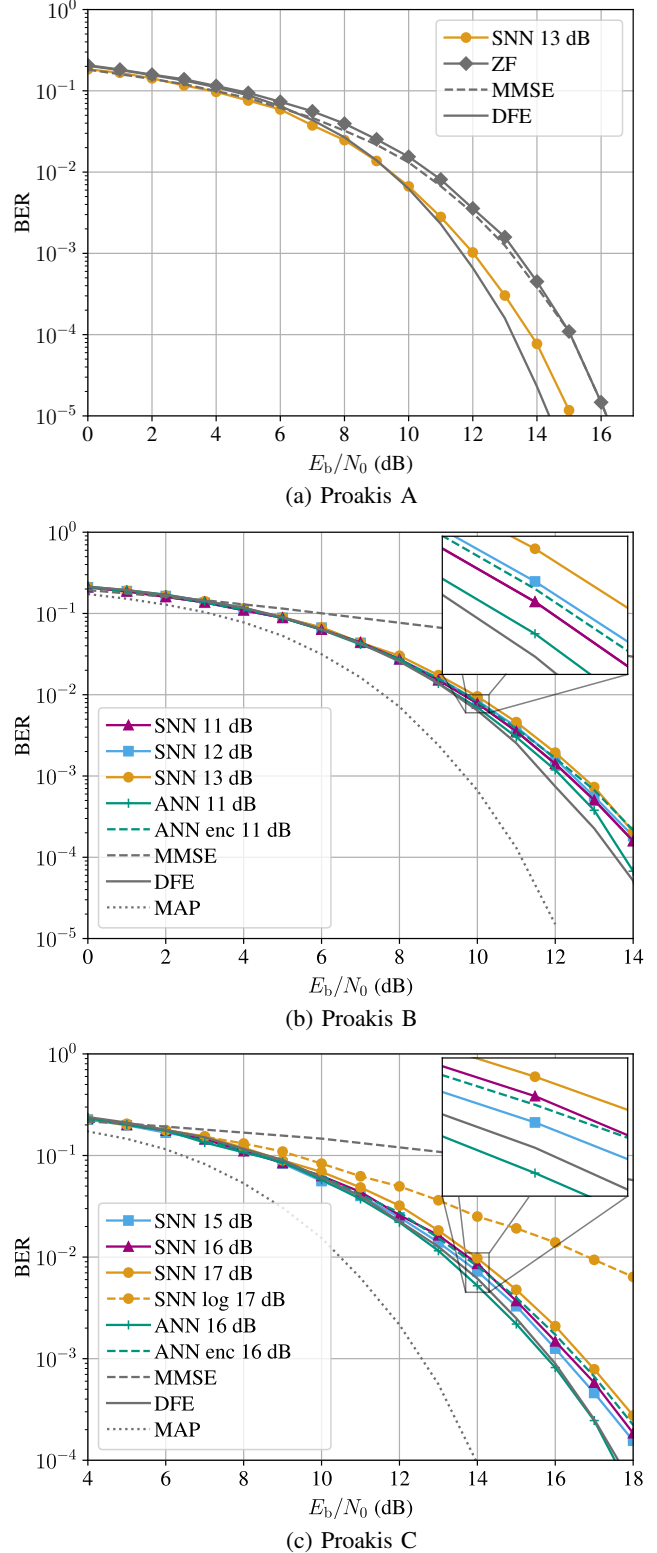 10^0
10^-1
10^-2
10^-3
10^-4
10^-5
BER
SNN 13 dB
ZF
MMSE
DFE
0 2 4 6 8 10 12 14 16
E_b/N_0 (dB)
(a) Proakis A
10^0
10^-1
10^-2
10^-3
10^-4
10^-5
BER
SNN 11 dB
SNN 12 dB
SNN 13 dB
ANN 11 dB
ANN enc 11 dB
MMSE
DFE
MAP
0 2 4 6 8 10 12 14
E_b/N_0 (dB)
(b) Proakis B
10^0
10^-1
10^-2
10^-3
10^-4
BER
SNN 15 dB
SNN 16 dB
SNN 17 dB
SNN log 17 dB
ANN 16 dB
ANN enc 16 dB
MMSE
DFE
MAP
4 6 8 10 12 14 16 18
E_b/N_0 (dB)
(c) Proakis C